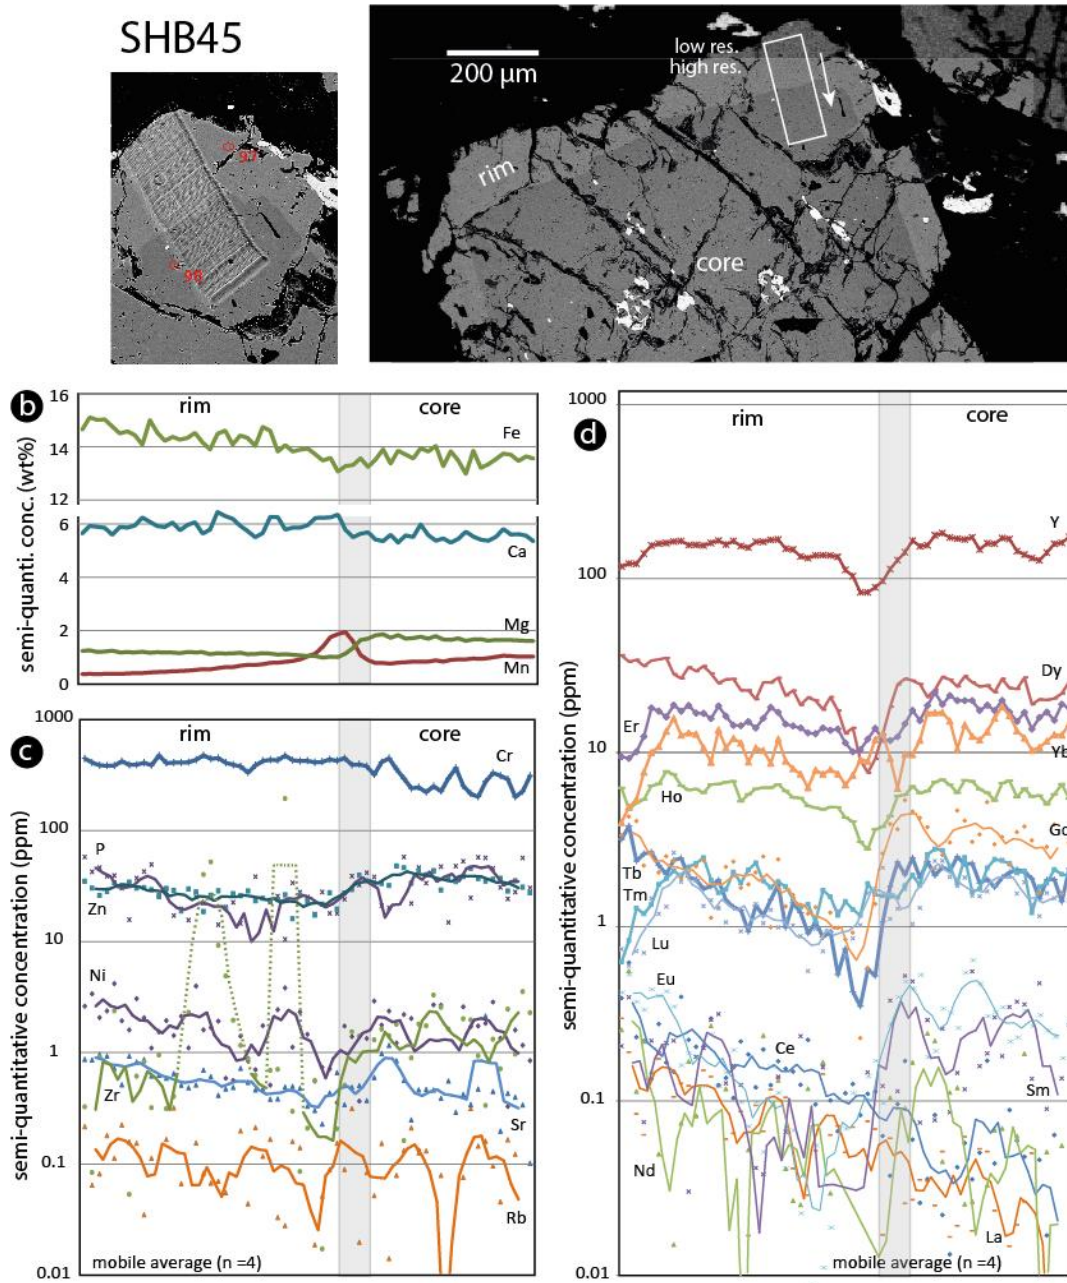 SHB45
97
98
200 µm
low res.
high res.
rim
core
b
semi-quanti. conc. (wt%)
16
14
12
6
4
2
0
rim
core
Fe
Ca
Mg
Mn
c
semi-quantitative concentration (ppm)
1000
100
10
1
0.1
0.01
rim
core
Cr
P
Zn
Ni
Zr
Sr
Rb
mobile average (n =4)
d
semi-quantitative concentration (ppm)
1000
100
10
1
0.1
0.01
rim
core
Y
Dy
Er
Yb
Ho
Gd
Tb
Tm
Lu
Eu
Ce
Sm
Nd
La
mobile average (n =4)